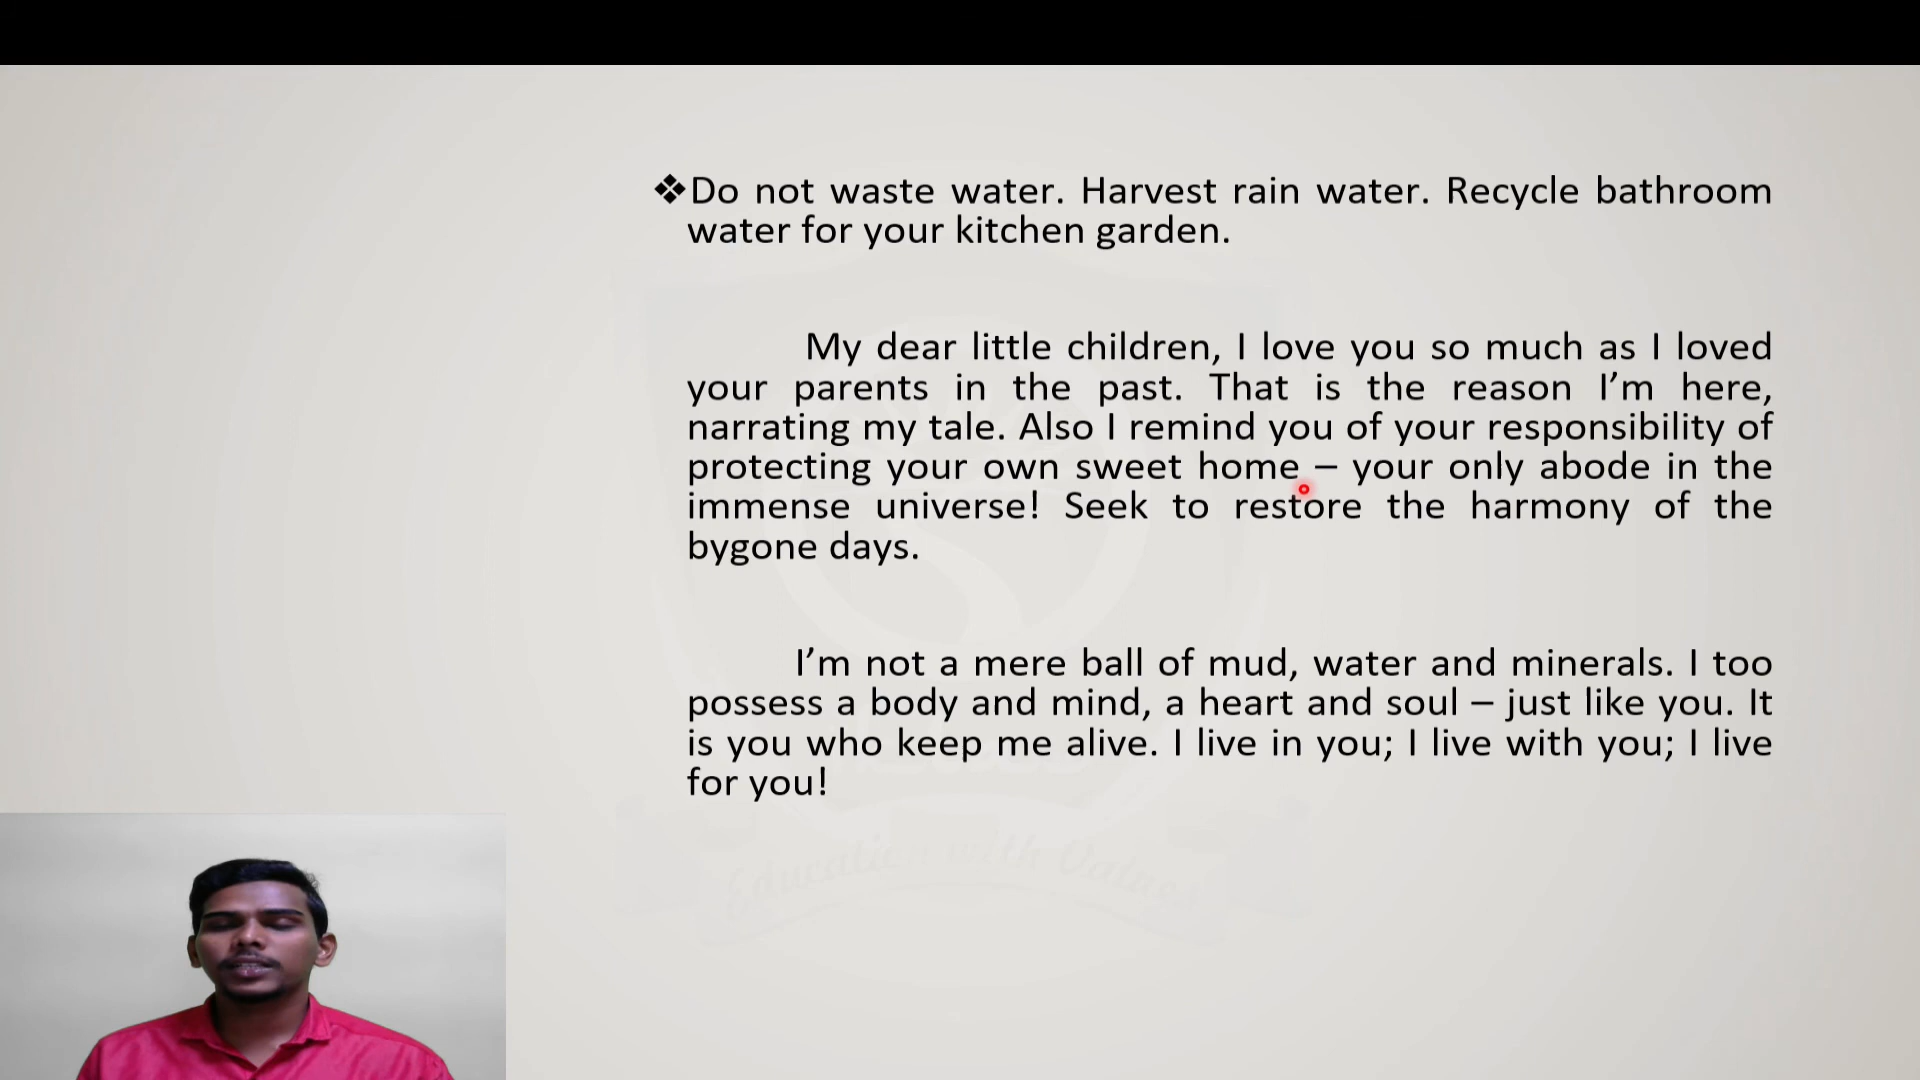 ❖Do not waste water. Harvest rain water. Recycle bathroom
water for your kitchen garden.
My dear little children, I love you so much as I loved
your parents in the past. That is the reason I’m here,
narrating my tale. Also I remind you of your responsibility of
protecting your own sweet home – your only abode in the
immense universe! Seek to restore the harmony of the
bygone days.
I’m not a mere ball of mud, water and minerals. I too
possess a body and mind, a heart and soul – just like you. It
is you who keep me alive. I live in you; I live with you; I live
for you!
Education with Values